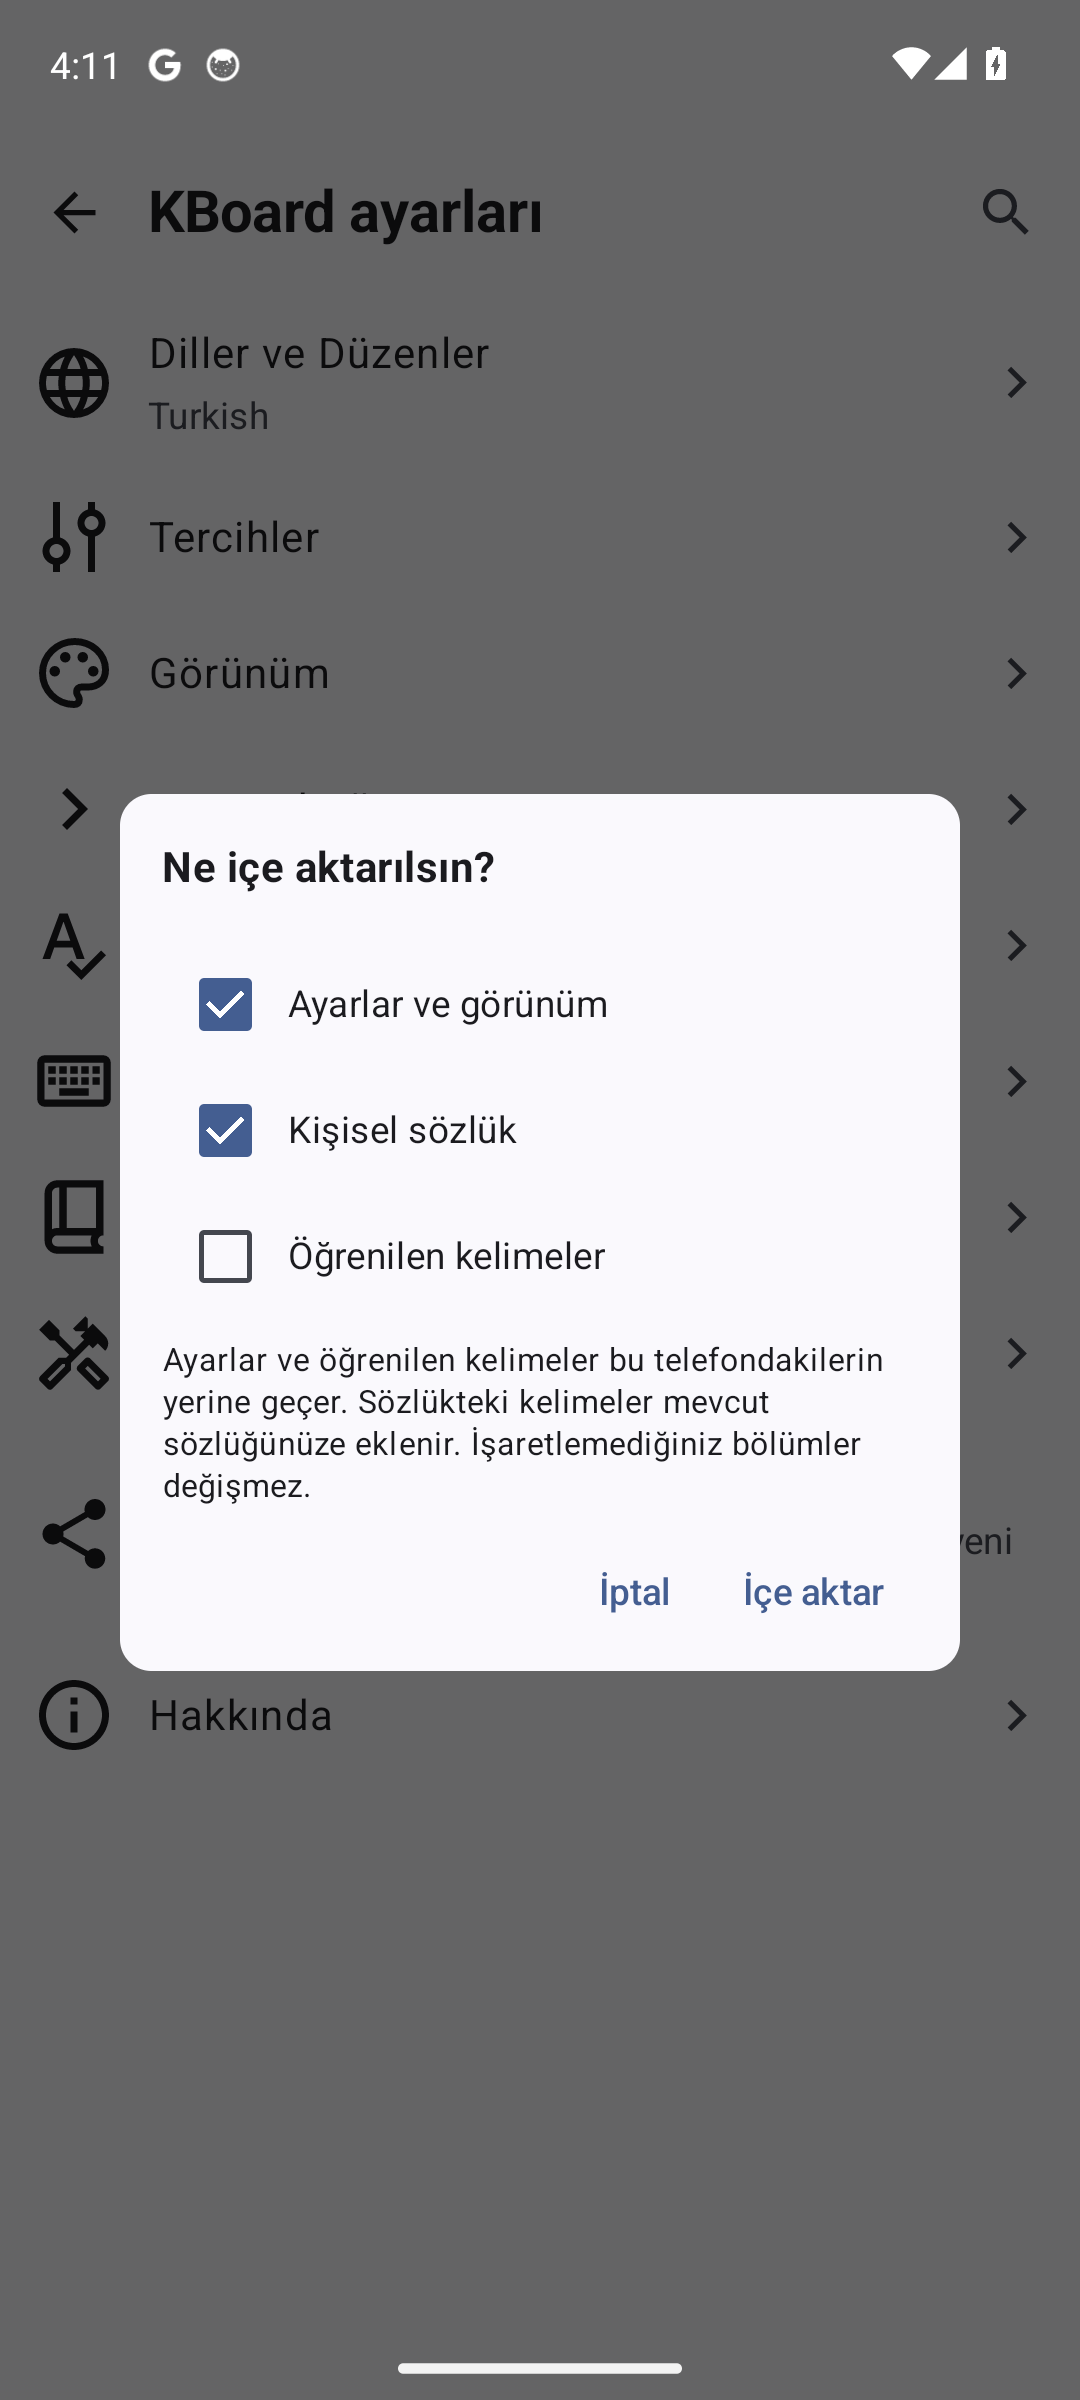 4:11
KBoard ayarları
Diller ve Düzenler
Turkish
Tercihler
Görünüm
Ne içe aktarılsın?
Ayarlar ve görünüm
Kişisel sözlük
Öğrenilen kelimeler
Ayarlar ve öğrenilen kelimeler bu telefondakilerin
yerine geçer. Sözlükteki kelimeler mevcut
sözlüğünüze eklenir. İşaretlemediğiniz bölümler
değişmez.
İptal
İçe aktar
Hakkında